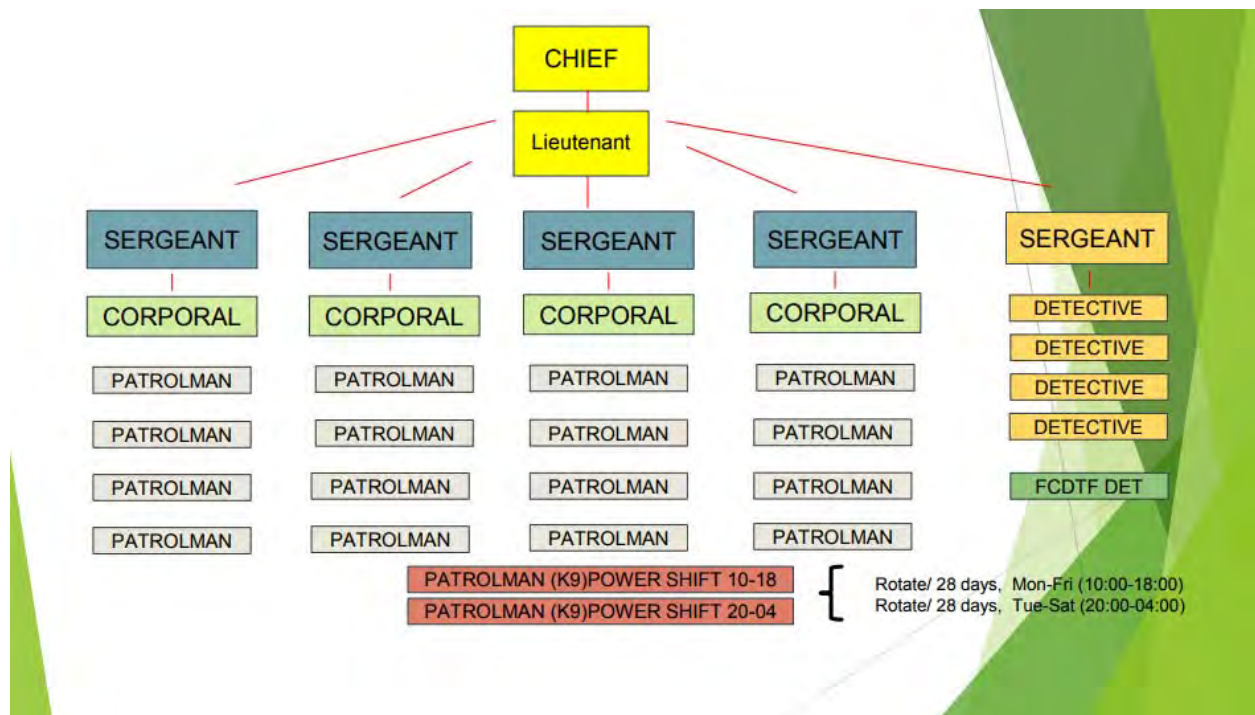 CHIEF
Lieutenant
SERGEANT SERGEANT SERGEANT SERGEANT SERGEANT
CORPORAL CORPORAL CORPORAL CORPORAL DETECTIVE
DETECTIVE
PATROLMAN PATROLMAN PATROLMAN PATROLMAN DETECTIVE
PATROLMAN PATROLMAN PATROLMAN PATROLMAN DETECTIVE
PATROLMAN PATROLMAN PATROLMAN PATROLMAN FCDTF DET
PATROLMAN PATROLMAN PATROLMAN PATROLMAN
PATROLMAN (K9)POWER SHIFT 10-18 Rotate/ 28 days, Mon-Fri (10:00-18:00)
PATROLMAN (K9)POWER SHIFT 20-04 Rotate/ 28 days, Tue-Sat (20:00-04:00)